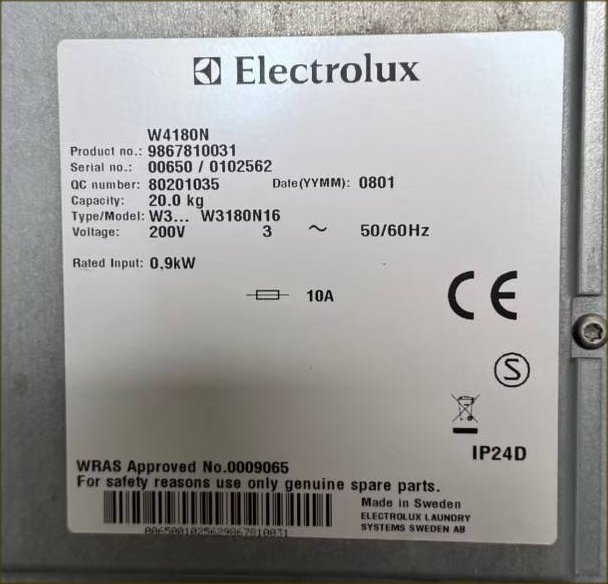 Electrolux
W4180N
Product no.: 9867810031
Serial no.: 00650 / 0102562
QC number: 80201035 Date(YYMM): 0801
Capacity: 20.0 kg
Type/Model: W3... W3180N16
Voltage: 200V 3 ~ 50/60Hz
Rated Input: 0,9kW
10A
CE
S
IP24D
WRAS Approved No.0009065
For safety reasons use only genuine spare parts.
Made in Sweden
ELECTROLUX LAUNDRY
SYSTEMS SWEDEN AB
0065001025629867810031